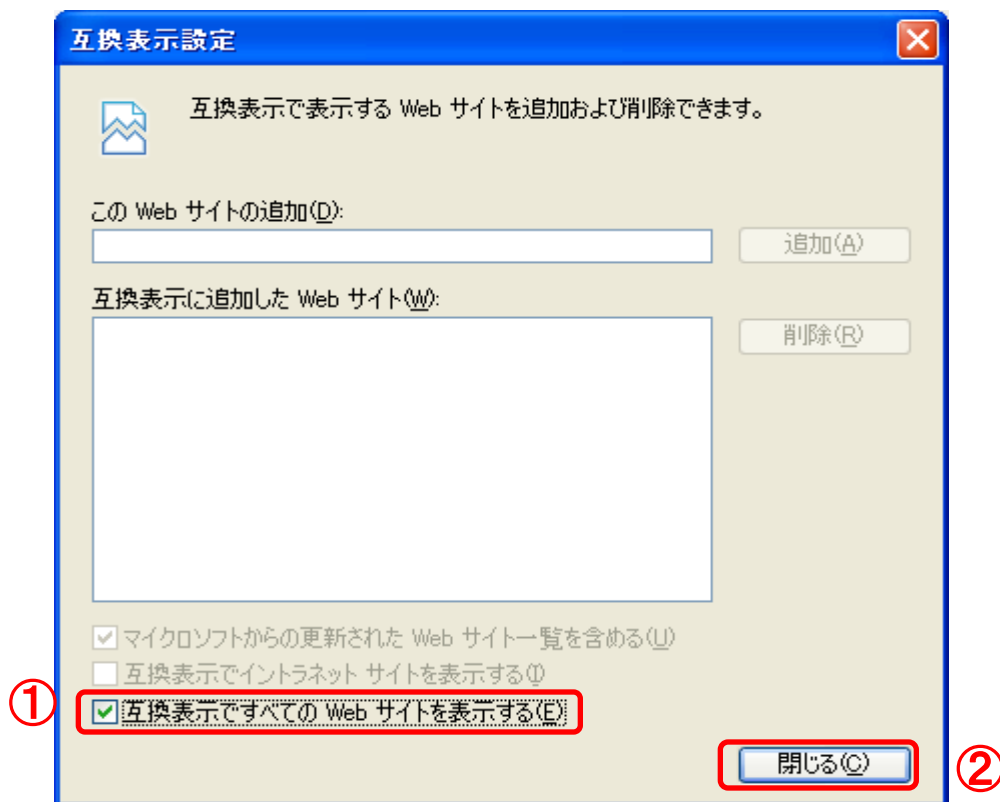 互換表示設定
互換表示で表示する Web サイトを追加および削除できます。
この Web サイトの追加(D):
追加(A)
互換表示に追加した Web サイト(W):
削除(R)
マイクロソフトからの更新された Web サイト一覧を含める(U)
互換表示でイントラネット サイトを表示する(I)
① 互換表示ですべての Web サイトを表示する(E)
閉じる(C) ②